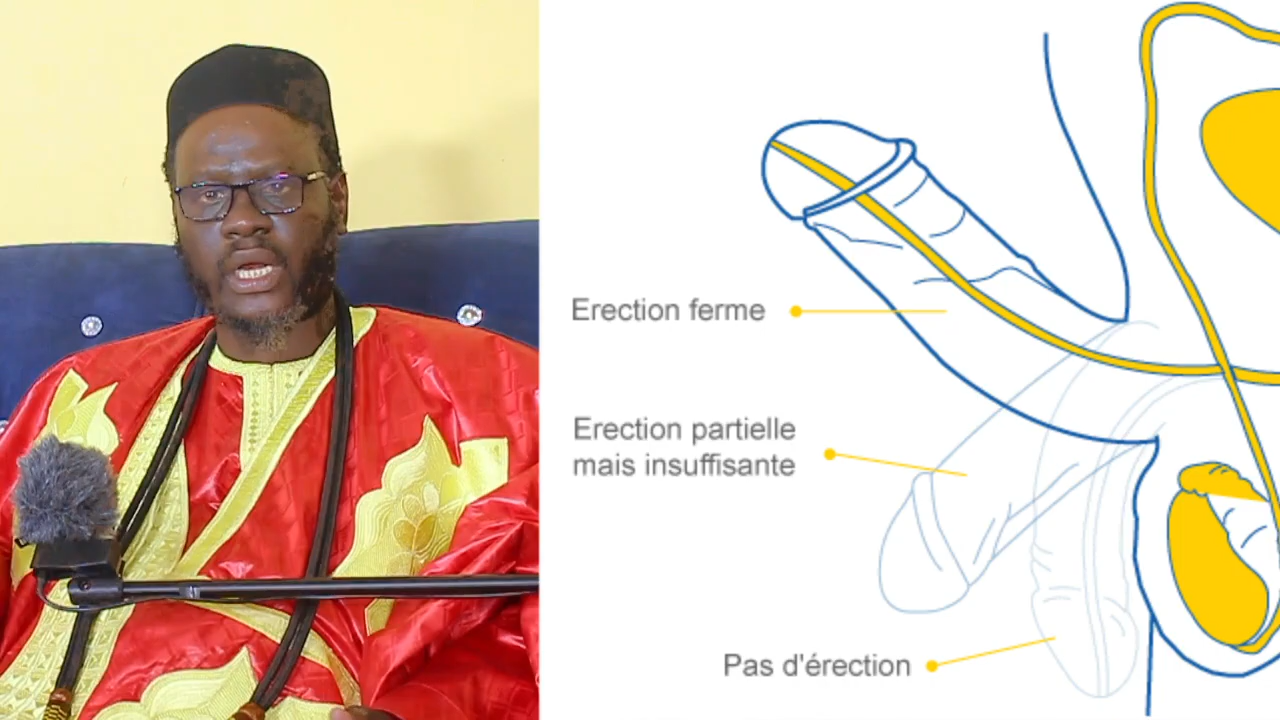 Erection ferme
Erection partielle
mais insuffisante
Pas d'érection